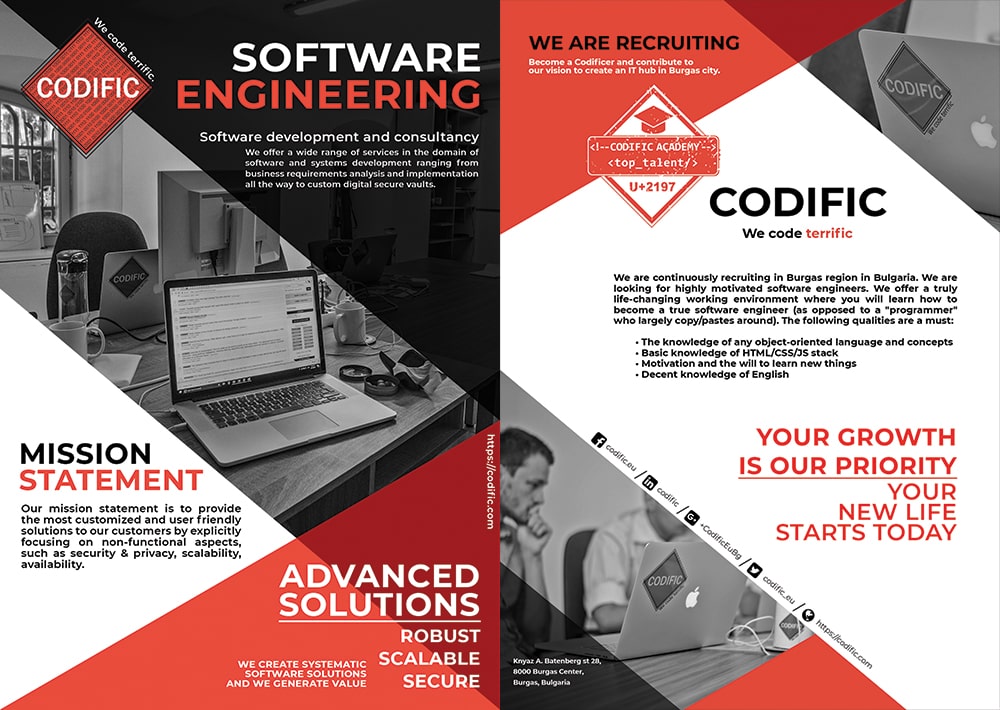 We code terrific.
CODIFIC
SOFTWARE
ENGINEERING
Software development and consultancy
We offer a wide range of services in the domain of
software and systems development ranging from
business requirements analysis and implementation
all the way to custom digital secure vaults.
CODIFIC
MISSION
STATEMENT
Our mission statement is to provide
the most customized and user friendly
solutions to our customers by explicitly
focusing on non-functional aspects,
such as security & privacy, scalability,
availability.
https://codific.com
ADVANCED
SOLUTIONS
ROBUST
SCALABLE
SECURE
WE CREATE SYSTEMATIC
SOFTWARE SOLUTIONS
AND WE GENERATE VALUE
WE ARE RECRUITING
Become a Codificer and contribute to
our vision to create an IT hub in Burgas city.
<!--CODIFIC ACADEMY-->
<top_talent/>
U+2197
CODIFIC
We code terrific
CODIFIC
We code terrific
We are continuously recruiting in Burgas region in Bulgaria. We are
looking for highly motivated software engineers. We offer a truly
life-changing working environment where you will learn how to
become a true software engineer (as opposed to a "programmer"
who largely copy/pastes around). The following qualities are a must:
• The knowledge of any object-oriented language and concepts
• Basic knowledge of HTML/CSS/JS stack
• Motivation and the will to learn new things
• Decent knowledge of English
YOUR GROWTH
IS OUR PRIORITY
YOUR
NEW LIFE
STARTS TODAY
codific.eu / codific / +CodificEuBg / codific_eu / https://codific.com
CODIFIC
CODIFIC
Knyaz A. Batenberg st 28,
8000 Burgas Center,
Burgas, Bulgaria